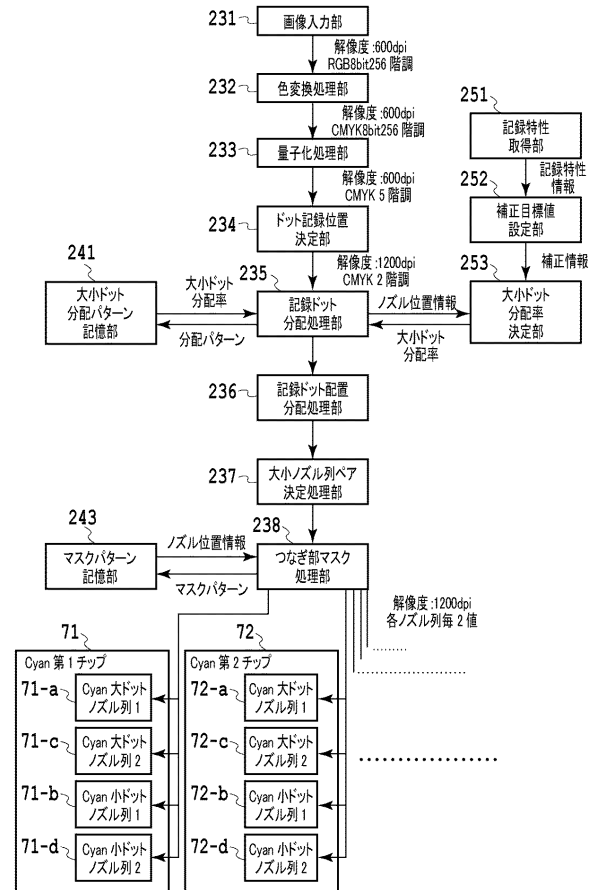 231
画像入力部
解像度:600dpi
RGB8bit256 階調
232
色変換処理部
解像度:600dpi
CMYK8bit256 階調
233
量子化処理部
解像度:600dpi
CMYK 5 階調
234
ドット記録位置
決定部
解像度:1200dpi
CMYK 2 階調
251
記録特性
取得部
記録特性
情報
252
補正目標値
設定部
補正情報
253
大小ドット
分配率
決定部
241
大小ドット
分配パターン
記憶部
大小ドット
分配率
分配パターン
235
記録ドット
分配処理部
ノズル位置情報
大小ドット
分配率
236
記録ドット配置
分配処理部
237
大小ノズル列ペア
決定処理部
243
マスクパターン
記憶部
ノズル位置情報
マスクパターン
238
つなぎ部マスク
処理部
解像度:1200dpi
各ノズル列毎 2 値
71
Cyan 第 1 チップ
71-a
Cyan 大ドット
ノズル列 1
71-c
Cyan 大ドット
ノズル列 2
71-b
Cyan 小ドット
ノズル列 1
71-d
Cyan 小ドット
ノズル列 2
72
Cyan 第 2 チップ
72-a
Cyan 大ドット
ノズル列 1
72-c
Cyan 大ドット
ノズル列 2
72-b
Cyan 小ドット
ノズル列 1
72-d
Cyan 小ドット
ノズル列 2